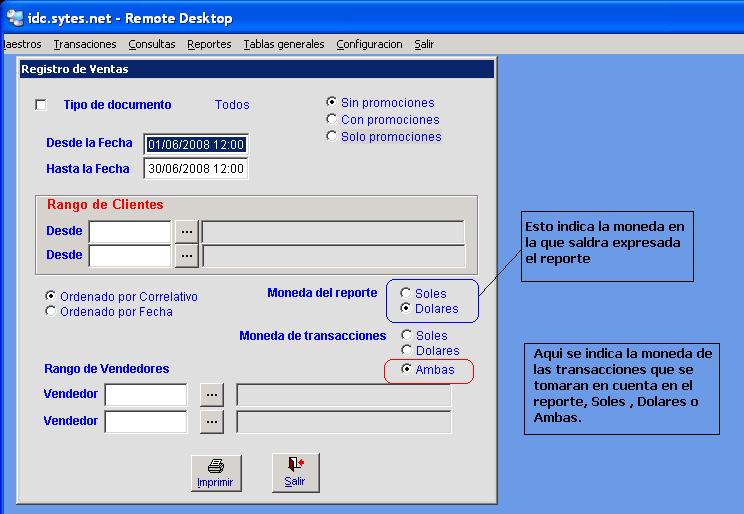 idc.sytes.net - Remote Desktop
aestros Transacciones Consultas Reportes Tablas generales Configuracion Salir
Registro de Ventas
Tipo de documento Todos
Sin promociones
Con promociones
Solo promociones
Desde la Fecha 01/06/2008 12:00
Hasta la Fecha 30/06/2008 12:00
Rango de Clientes
Desde ...
Desde ...
Esto indica la moneda en
la que saldra expresada
el reporte
Ordenado por Correlativo
Ordenado por Fecha
Moneda del reporte Soles
Dolares
Moneda de transacciones Soles
Dolares
Ambas
Aqui se indica la moneda de
las transacciones que se
tomaran en cuenta en el
reporte, Soles , Dolares o
Ambas.
Rango de Vendedores
Vendedor ...
Vendedor ...
Imprimir
Salir